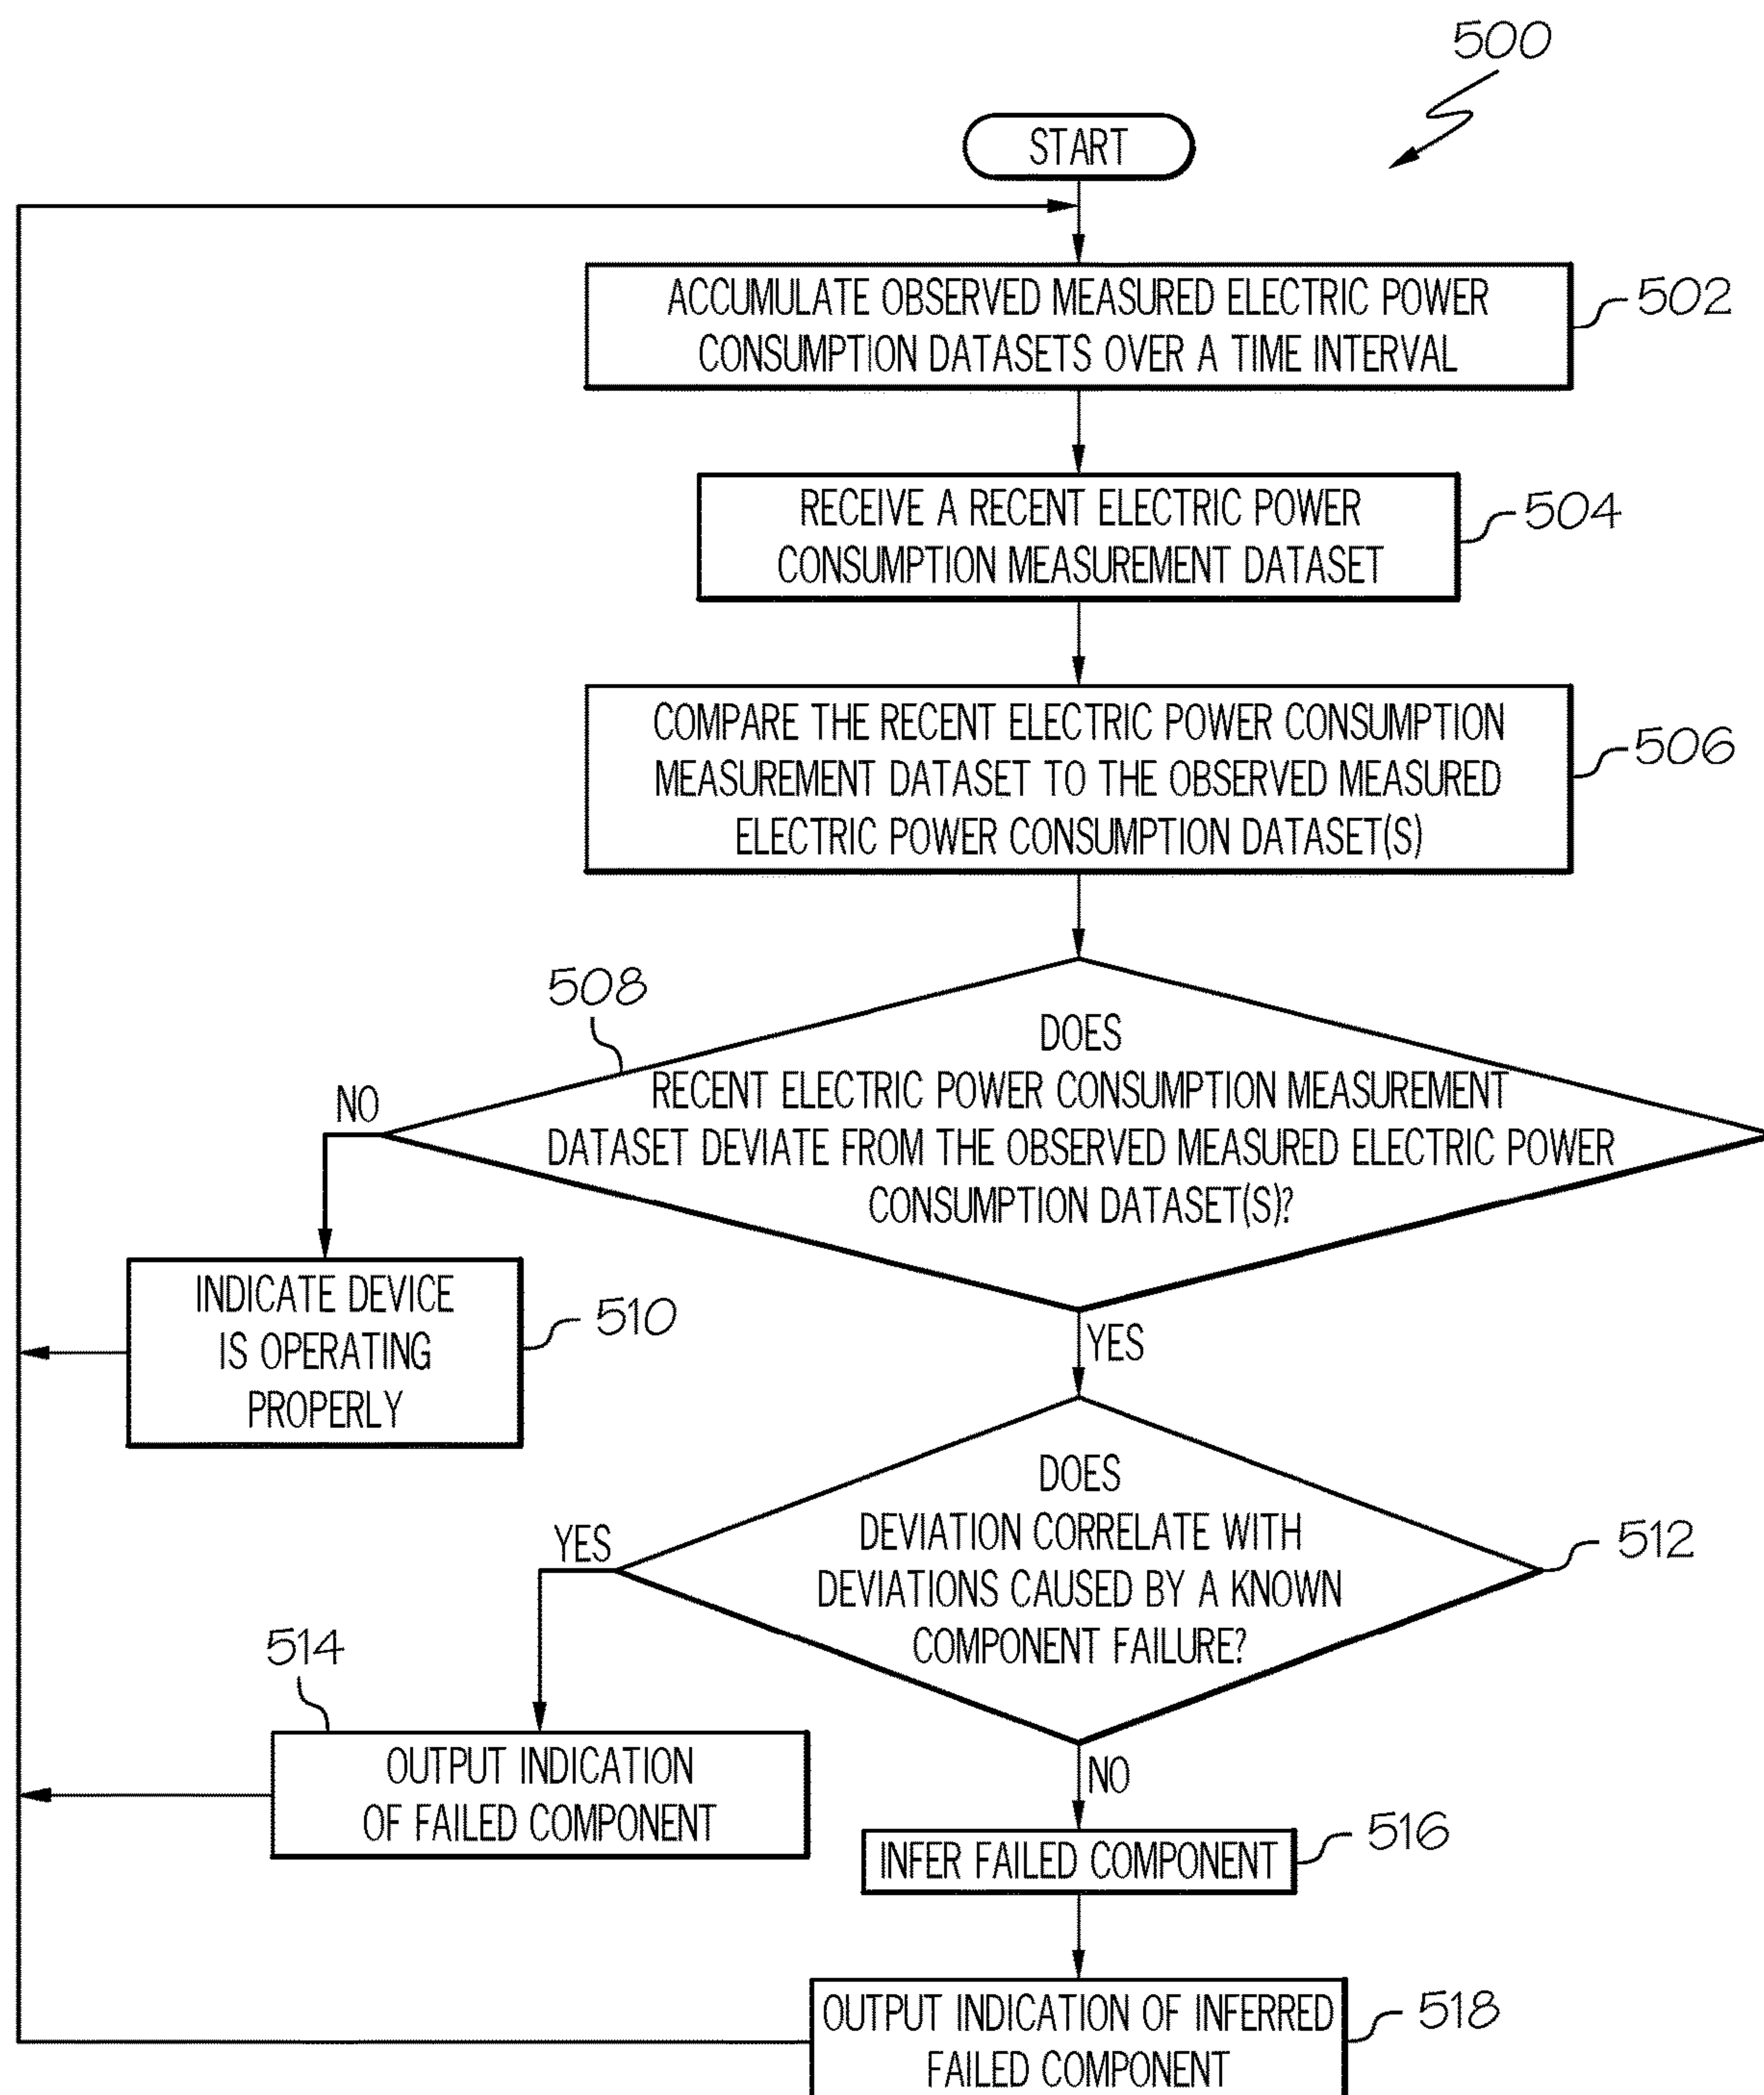 500
START
ACCUMULATE OBSERVED MEASURED ELECTRIC POWER
CONSUMPTION DATASETS OVER A TIME INTERVAL
502
RECEIVE A RECENT ELECTRIC POWER
CONSUMPTION MEASUREMENT DATASET
504
COMPARE THE RECENT ELECTRIC POWER CONSUMPTION
MEASUREMENT DATASET TO THE OBSERVED MEASURED
ELECTRIC POWER CONSUMPTION DATASET(S)
506
508
DOES
RECENT ELECTRIC POWER CONSUMPTION MEASUREMENT
DATASET DEVIATE FROM THE OBSERVED MEASURED ELECTRIC POWER
CONSUMPTION DATASET(S)?
NO
INDICATE DEVICE
IS OPERATING
PROPERLY
510
YES
DOES
DEVIATION CORRELATE WITH
DEVIATIONS CAUSED BY A KNOWN
COMPONENT FAILURE?
512
YES
514
OUTPUT INDICATION
OF FAILED COMPONENT
NO
INFER FAILED COMPONENT
516
OUTPUT INDICATION OF INFERRED
FAILED COMPONENT
518